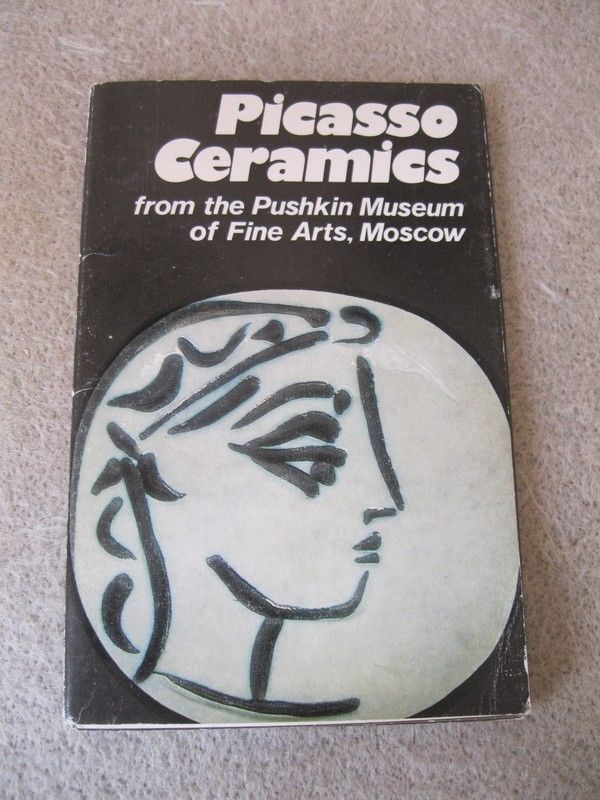 Picasso
Ceramics
from the Pushkin Museum
of Fine Arts, Moscow